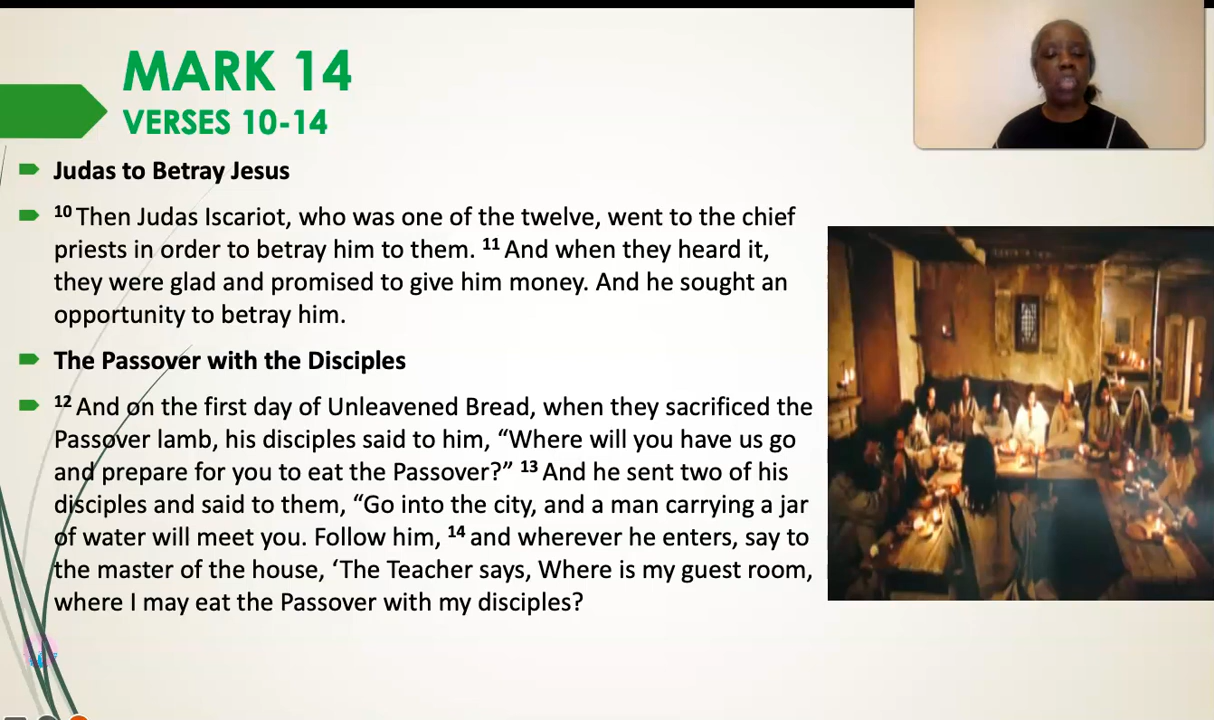 MARK 14
VERSES 10-14
Judas to Betray Jesus
10 Then Judas Iscariot, who was one of the twelve, went to the chief
priests in order to betray him to them. 11 And when they heard it,
they were glad and promised to give him money. And he sought an
opportunity to betray him.
The Passover with the Disciples
12 And on the first day of Unleavened Bread, when they sacrificed the
Passover lamb, his disciples said to him, “Where will you have us go
and prepare for you to eat the Passover?” 13 And he sent two of his
disciples and said to them, “Go into the city, and a man carrying a jar
of water will meet you. Follow him, 14 and wherever he enters, say to
the master of the house, ‘The Teacher says, Where is my guest room,
where I may eat the Passover with my disciples?